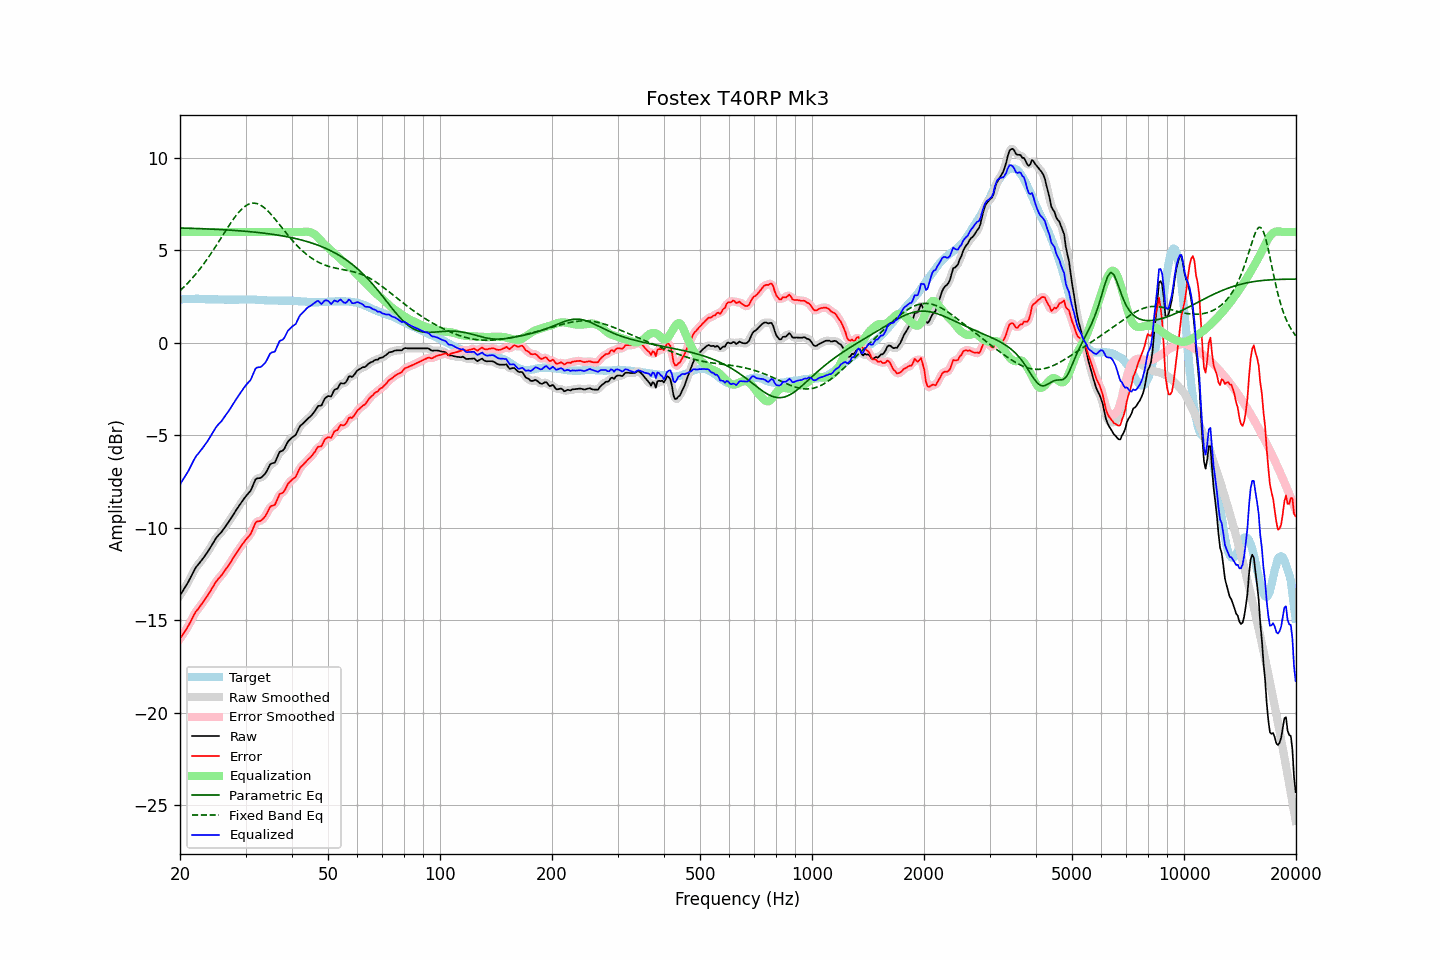 Fostex T40RP Mk3
Amplitude (dBr)
10
5
0
−5
−10
−15
−20
−25
Target
Raw Smoothed
Error Smoothed
Raw
Error
Equalization
Parametric Eq
Fixed Band Eq
Equalized
20 50 100 200 500 1000 2000 5000 10000 20000
Frequency (Hz)